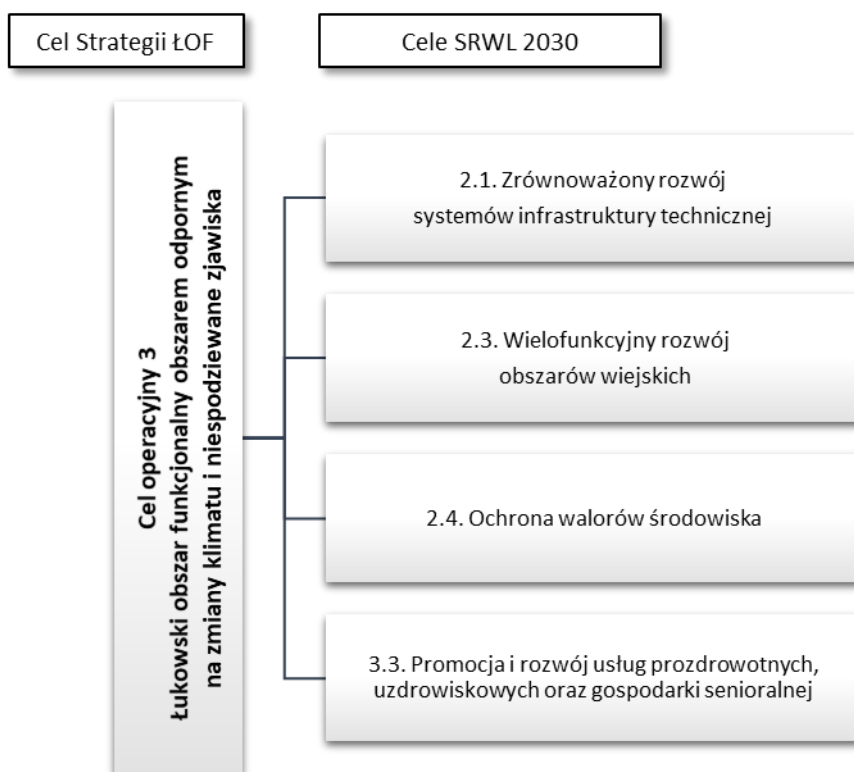 Cel Strategii ŁOF
Cele SRWL 2030
Cel operacyjny 3
Łukowski obszar funkcjonalny obszarem odpornym
na zmiany klimatu i niespodziewane zjawiska
2.1. Zrównoważony rozwój
systemów infrastruktury technicznej
2.3. Wielofunkcyjny rozwój
obszarów wiejskich
2.4. Ochrona walorów środowiska
3.3. Promocja i rozwój usług prozdrowotnych,
uzdrowiskowych oraz gospodarki senioralnej